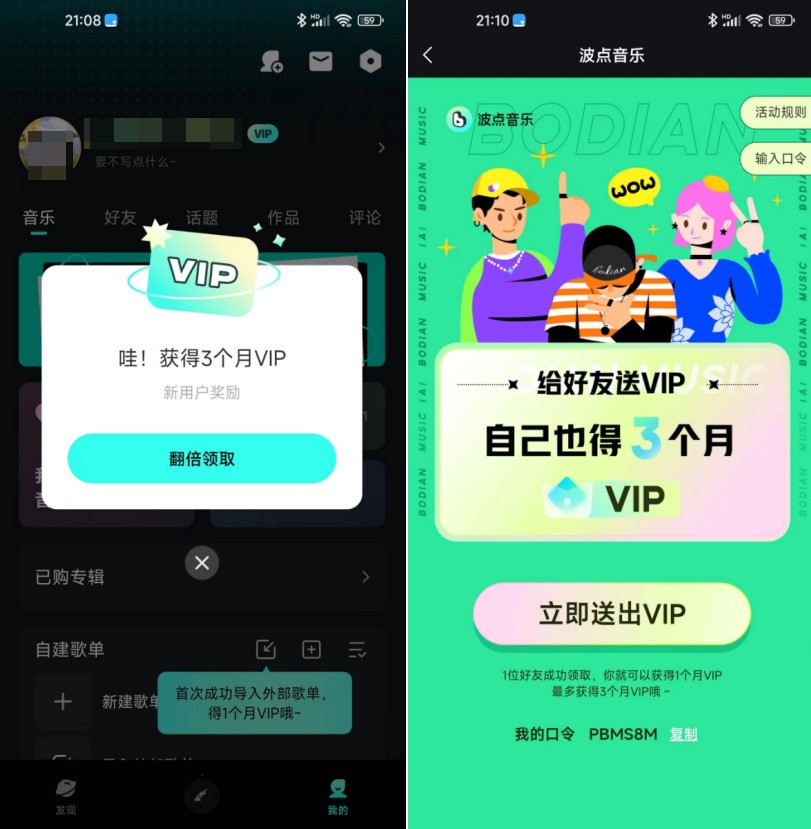 21:08
HD
59
VIP
要不写点什么~
音乐
好友
话题
作品
评论
VIP
哇！获得3个月VIP
新用户奖励
翻倍领取
已购专辑
自建歌单
新建歌单
首次成功导入外部歌单，
得1个月VIP哦~
发现
我的
21:10
HD
59
波点音乐
BODIAN
波点音乐
活动规则
输入口令
WOW
Bodian
给好友送VIP
自己也得3个月
VIP
立即送出VIP
1位好友成功领取，你就可以获得1个月VIP
最多获得3个月VIP哦~
我的口令 PBMS8M 复制
BODIAN MUSIC